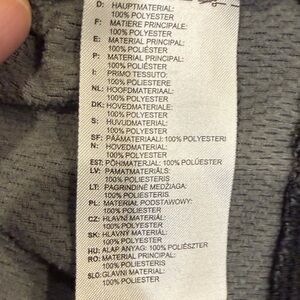 D: HAUPTMATERIAL:
100% POLYESTER
F: MATIERE PRINCIPALE:
100% POLYESTER
E: MATERIAL PRINCIPAL:
100% POLIÉSTER
P: MATERIAL PRINCIPAL:
100% POLIÉSTER
I: PRIMO TESSUTO:
100% POLIESTERE
NL: HOOFDMATERIAAL:
100% POLYESTER
DK: HOVEDMATERIALE:
100% POLYESTER
S: HUVUDMATERIAL:
100% POLYESTER
SF: PÄÄMATERIAALI: 100% POLYESTERI
N: HOVEDMATERIAL:
100% POLYESTER
EST: PÕHIMATERJAL: 100% POLÜESTER
LV: PAMATMATERIĀLS:
100% POLIESTERIS
LT: PAGRINDINĖ MEDŽIAGA:
100% POLIESTERIS
PL: MATERIAŁ PODSTAWOWY:
100% POLIESTER
CZ: HLAVNÍ MATERIÁL:
100% POLYESTER
SK: HLAVNÝ MATERIÁL:
100% POLYESTER
HU: ALAP ANYAG: 100% POLIÉSZTER
RO: MATERIAL PRINCIPAL:
100% POLIESTERIS
SLO: GLAVNI MATERIAL:
100% POLIESTER